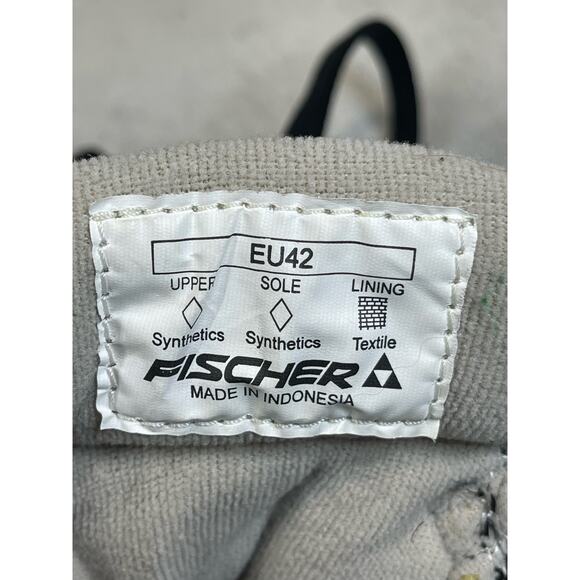 EU42
UPPER SOLE LINING
Synthetics Synthetics Textile
FISCHER
MADE IN INDONESIA